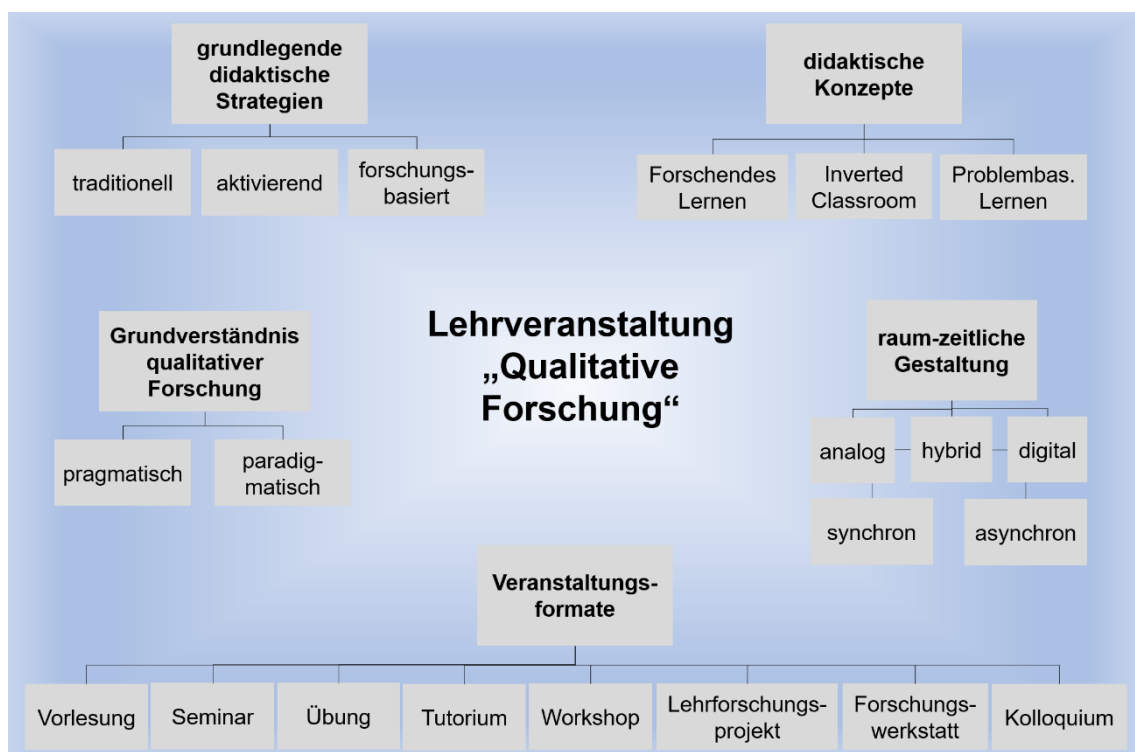 grundlegende
didaktische
Strategien
traditionell
aktivierend
forschungs-
basiert
didaktische
Konzepte
Forschendes
Lernen
Inverted
Classroom
Problembas.
Lernen
Lehrveranstaltung
„Qualitative
Forschung“
Grundverständnis
qualitativer
Forschung
pragmatisch
paradig-
matisch
raum-zeitliche
Gestaltung
analog
hybrid
digital
synchron
asynchron
Veranstaltungs-
formate
Vorlesung
Seminar
Übung
Tutorium
Workshop
Lehrforschungs-
projekt
Forschungs-
werkstatt
Kolloquium